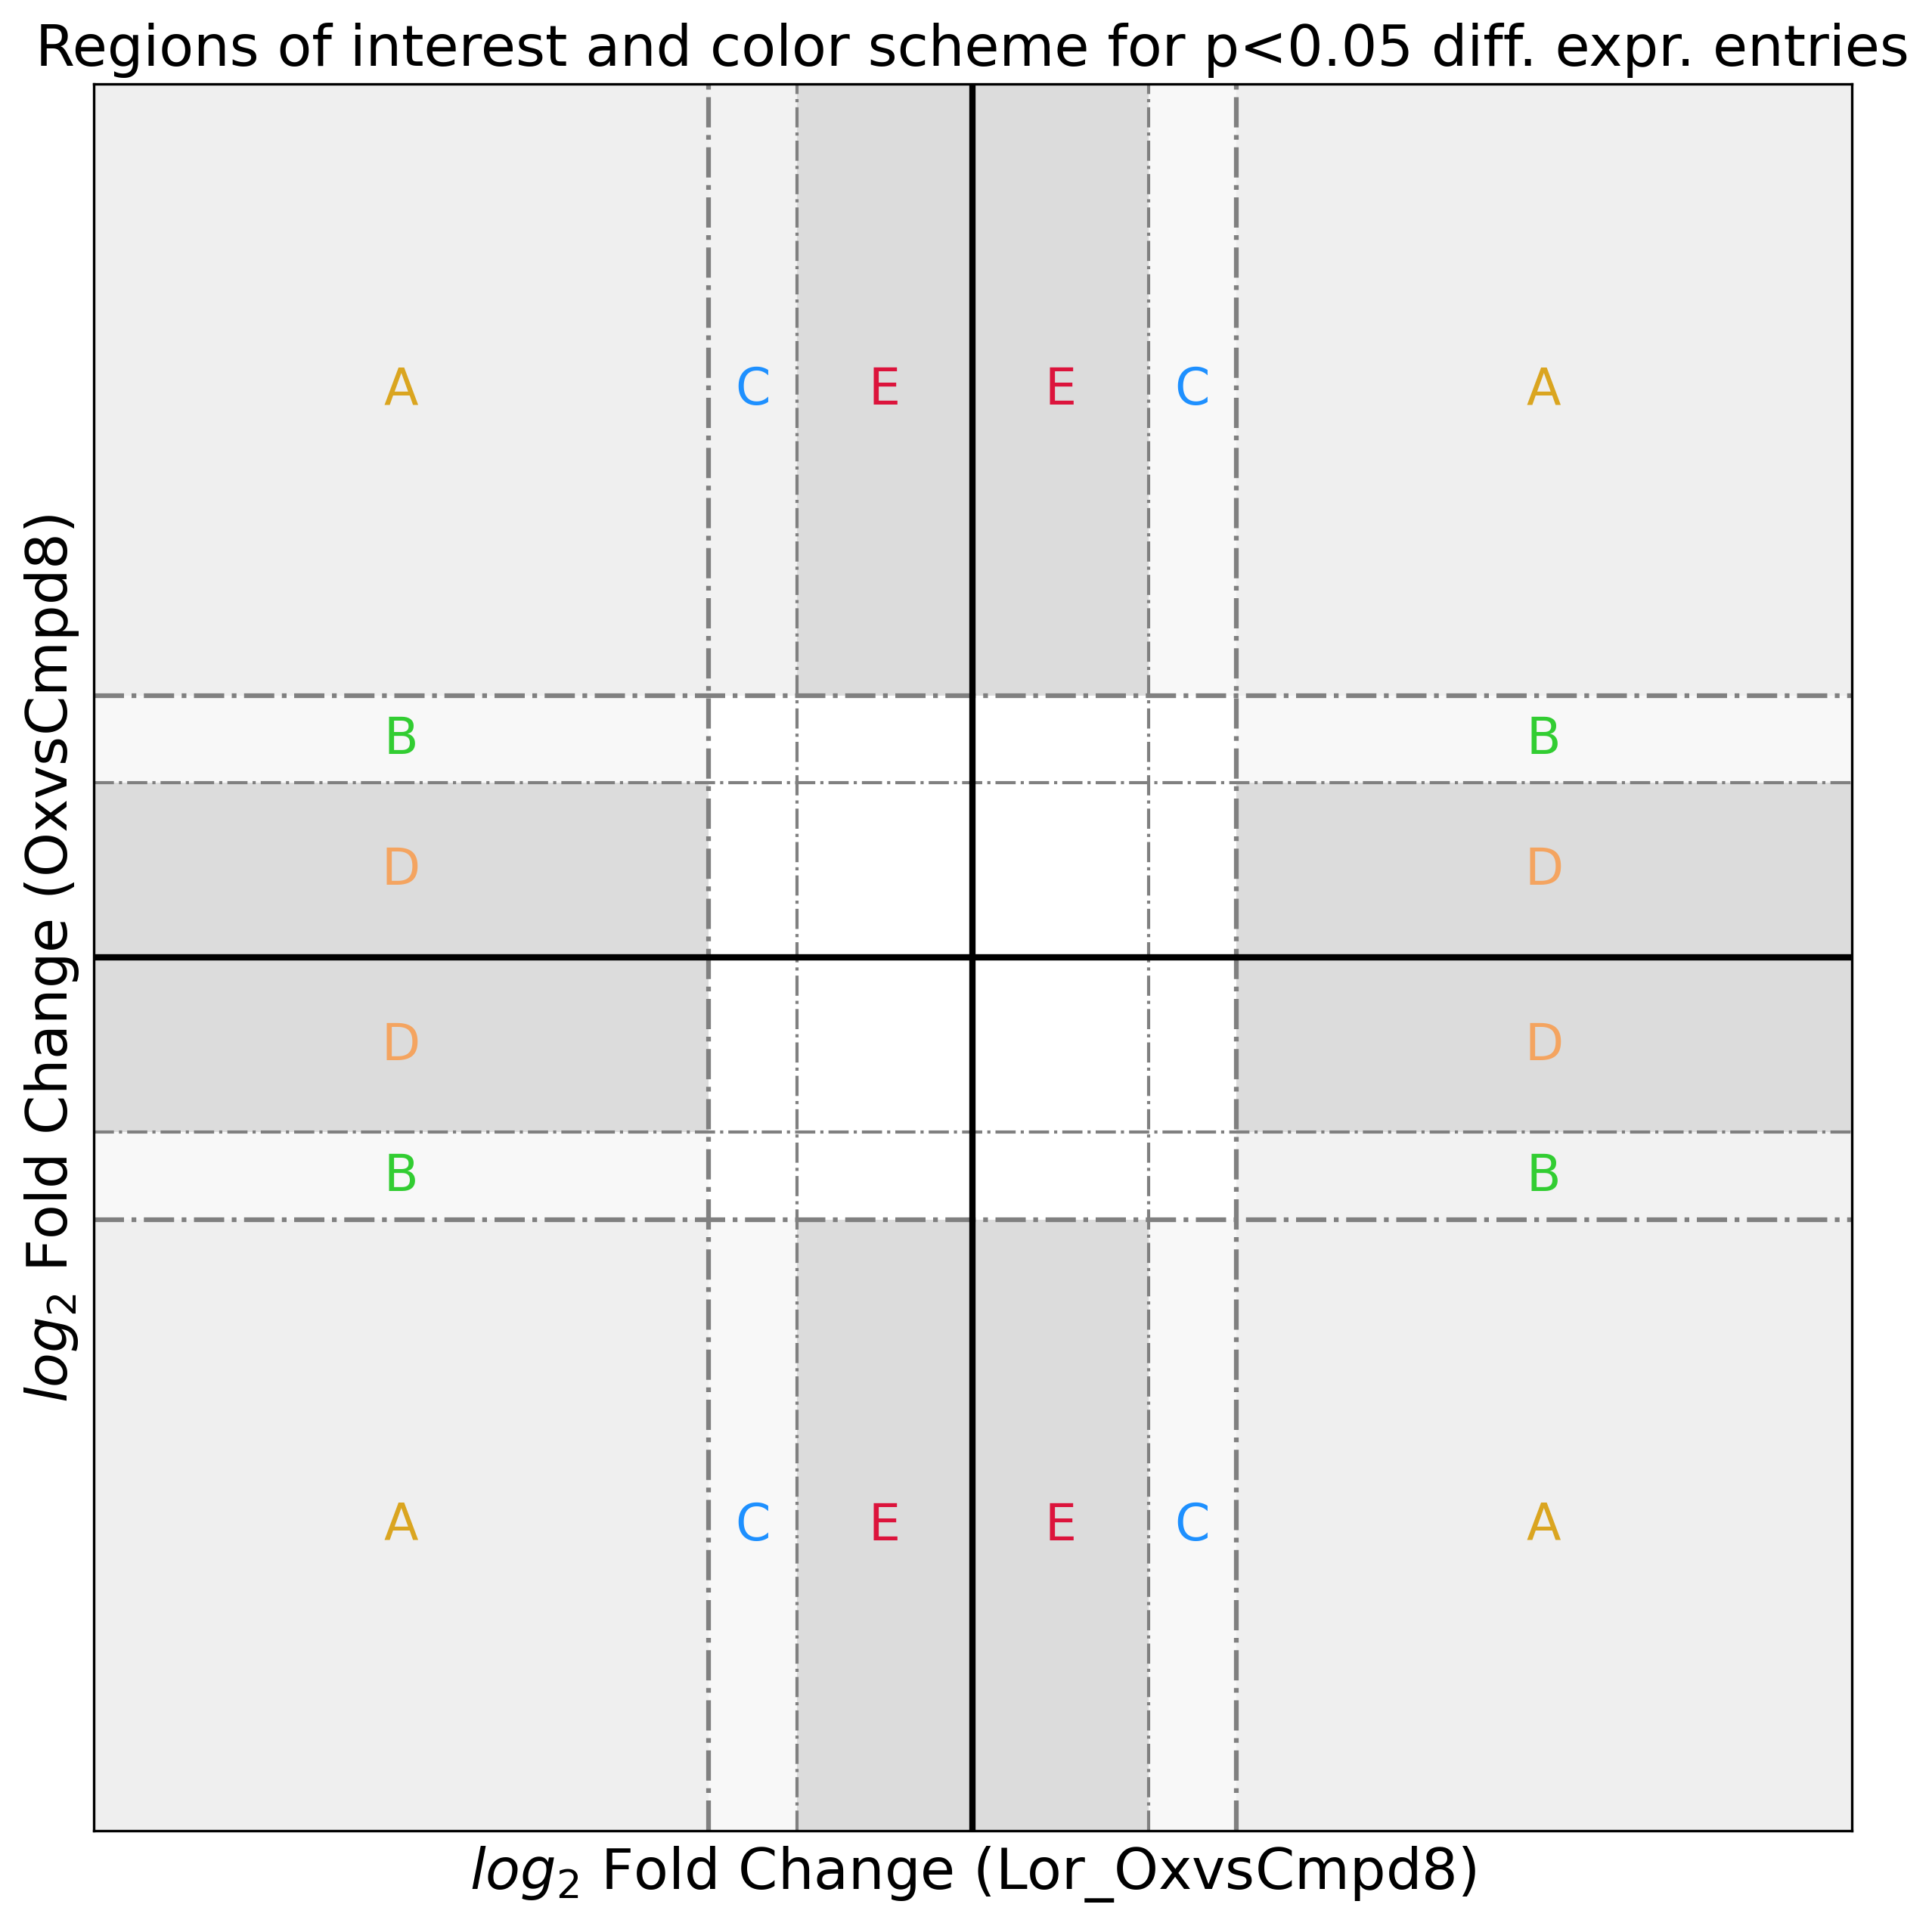 Regions of interest and color scheme for p<0.05 diff. expr. entries
log₂ Fold Change (OxvsCmpd8)
A C E E C A
B B
D D
D D
B B
A C E E C A
log₂ Fold Change (Lor_OxvsCmpd8)